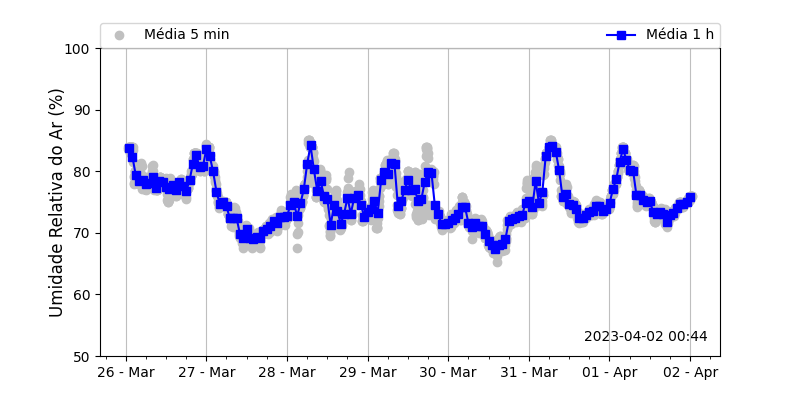 Média 5 min
Média 1 h
Umidade Relativa do Ar (%)
100
90
80
70
60
50
2023-04-02 00:44
26 - Mar
27 - Mar
28 - Mar
29 - Mar
30 - Mar
31 - Mar
01 - Apr
02 - Apr